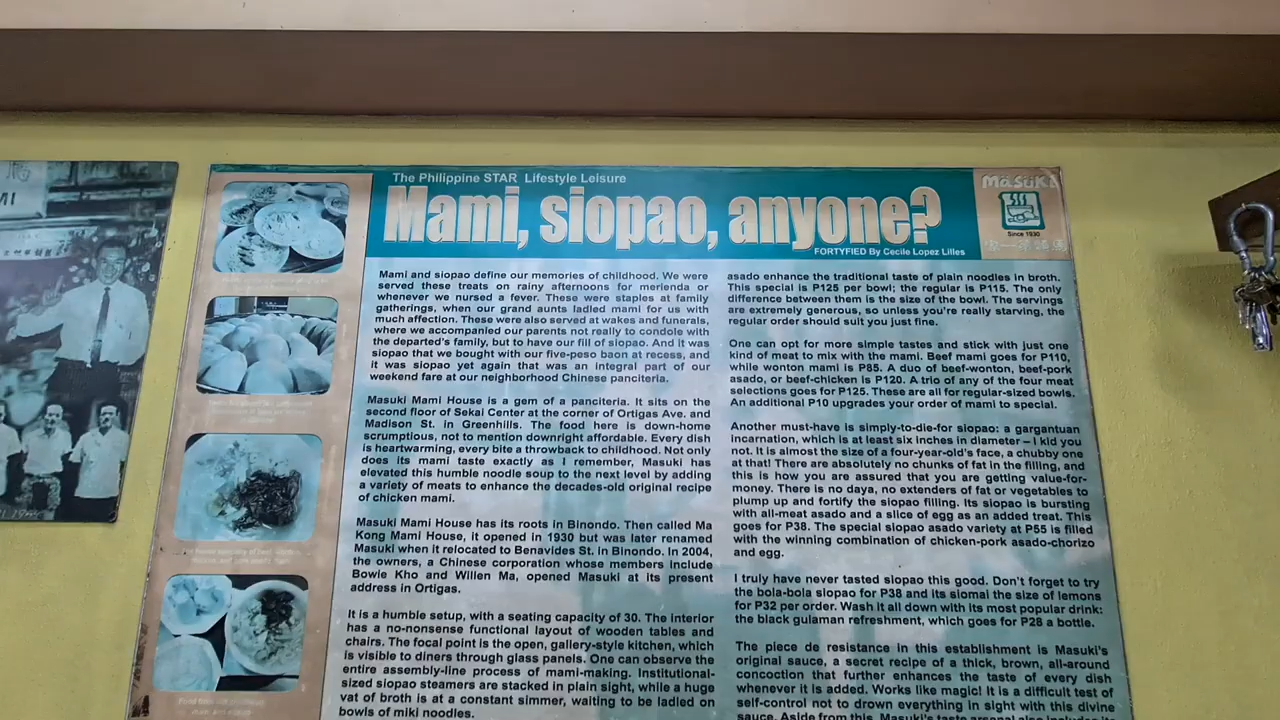 The Philippine STAR Lifestyle Leisure
Mami, siopao, anyone?
FORTYFIED By Cecile Lopez Lilles
MaSuKi
Since 1930
Mami and siopao define our memories of childhood. We were
served these treats on rainy afternoons for merienda or
whenever we nursed a fever. These were staples at family
gatherings, when our grand aunts ladled mami for us with
much affection. These were also served at wakes and funerals,
where we accompanied our parents not really to condole with
the departed's family, but to have our fill of siopao. And it was
siopao that we bought with our five-peso baon at recess, and
it was siopao yet again that was an integral part of our
weekend fare at our neighborhood Chinese panciteria.
Masuki Mami House is a gem of a panciteria. It sits on the
second floor of Sekai Center at the corner of Ortigas Ave. and
Madison St. in Greenhills. The food here is down-home
scrumptious, not to mention downright affordable. Every dish
is heartwarming, every bite a throwback to childhood. Not only
does its mami taste exactly as I remember, Masuki has
elevated this humble noodle soup to the next level by adding
a variety of meats to enhance the decades-old original recipe
of chicken mami.
Masuki Mami House has its roots in Binondo. Then called Ma
Kong Mami House, it opened in 1930 but was later renamed
Masuki when it relocated to Benavides St. in Binondo. In 2004,
the owners, a Chinese corporation whose members include
Bowie Kho and Willen Ma, opened Masuki at its present
address in Ortigas.
It is a humble setup, with a seating capacity of 30. The interior
has a no-nonsense functional layout of wooden tables and
chairs. The focal point is the open, gallery-style kitchen, which
is visible to diners through glass panels. One can observe the
entire assembly-line process of mami-making. Institutional-
sized siopao steamers are stacked in plain sight, while a huge
vat of broth is at a constant simmer, waiting to be ladled on
bowls of miki noodles.
asado enhance the traditional taste of plain noodles in broth.
This special is P125 per bowl; the regular is P115. The only
difference between them is the size of the bowl. The servings
are extremely generous, so unless you're really starving, the
regular order should suit you just fine.
One can opt for more simple tastes and stick with just one
kind of meat to mix with the mami. Beef mami goes for P110,
while wonton mami is P85. A duo of beef-wonton, beef-pork
asado, or beef-chicken is P120. A trio of any of the four meat
selections goes for P125. These are all for regular-sized bowls.
An additional P10 upgrades your order of mami to special.
Another must-have is simply-to-die-for siopao: a gargantuan
incarnation, which is at least six inches in diameter – I kid you
not. It is almost the size of a four-year-old's face, a chubby one
at that! There are absolutely no chunks of fat in the filling, and
this is how you are assured that you are getting value-for-
money. There is no daya, no extenders of fat or vegetables to
plump up and fortify the siopao filling. Its siopao is bursting
with all-meat asado and a slice of egg as an added treat. This
goes for P38. The special siopao asado variety at P55 is filled
with the winning combination of chicken-pork asado-chorizo
and egg.
I truly have never tasted siopao this good. Don't forget to try
the bola-bola siopao for P38 and its siomai the size of lemons
for P32 per order. Wash it all down with its most popular drink:
the black gulaman refreshment, which goes for P28 a bottle.
The piece de resistance in this establishment is Masuki's
original sauce, a secret recipe of a thick, brown, all-around
concoction that further enhances the taste of every dish
whenever it is added. Works like magic! It is a difficult test of
self-control not to drown everything in sight with this divine
sauce. Aside from this, Masuki's taste arsenal also includes